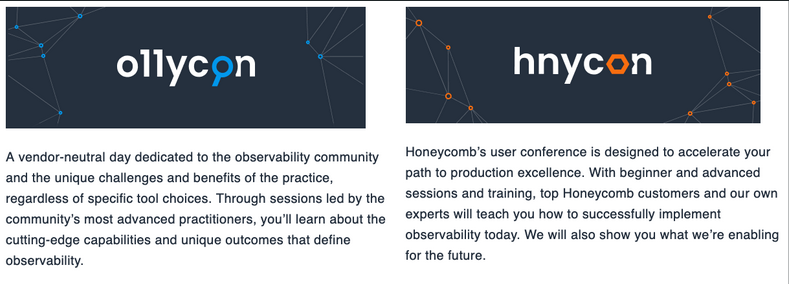 o11ycon
A vendor-neutral day dedicated to the observability community
and the unique challenges and benefits of the practice,
regardless of specific tool choices. Through sessions led by the
community’s most advanced practitioners, you’ll learn about the
cutting-edge capabilities and unique outcomes that define
observability.
hnycon
Honeycomb’s user conference is designed to accelerate your
path to production excellence. With beginner and advanced
sessions and training, top Honeycomb customers and our own
experts will teach you how to successfully implement
observability today. We will also show you what we’re enabling
for the future.